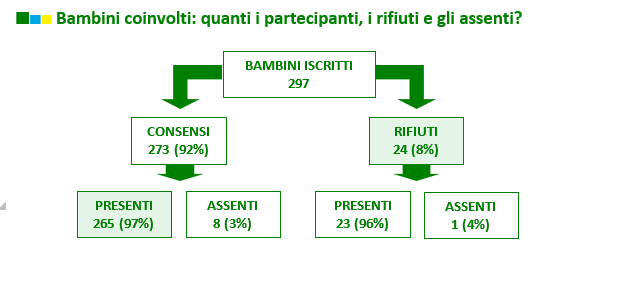 Bambini coinvolti: quanti i partecipanti, i rifiuti e gli assenti?
BAMBINI ISCRITTI
297
CONSENSI
273 (92%)
RIFIUTI
24 (8%)
PRESENTI
265 (97%)
ASSENTI
8 (3%)
PRESENTI
23 (96%)
ASSENTI
1 (4%)